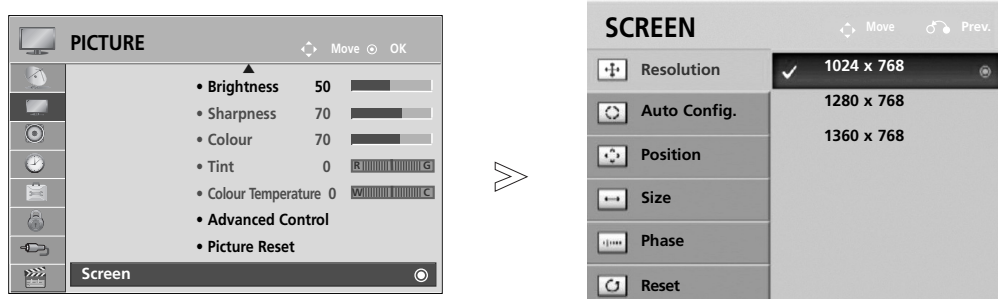 PICTURE
Move OK
• Brightness 50
• Sharpness 70
• Colour 70
• Tint 0 R G
• Colour Temperature 0 W C
• Advanced Control
• Picture Reset
Screen
SCREEN
Move Prev.
Resolution
Auto Config.
Position
Size
Phase
Reset
1024 x 768
1280 x 768
1360 x 768